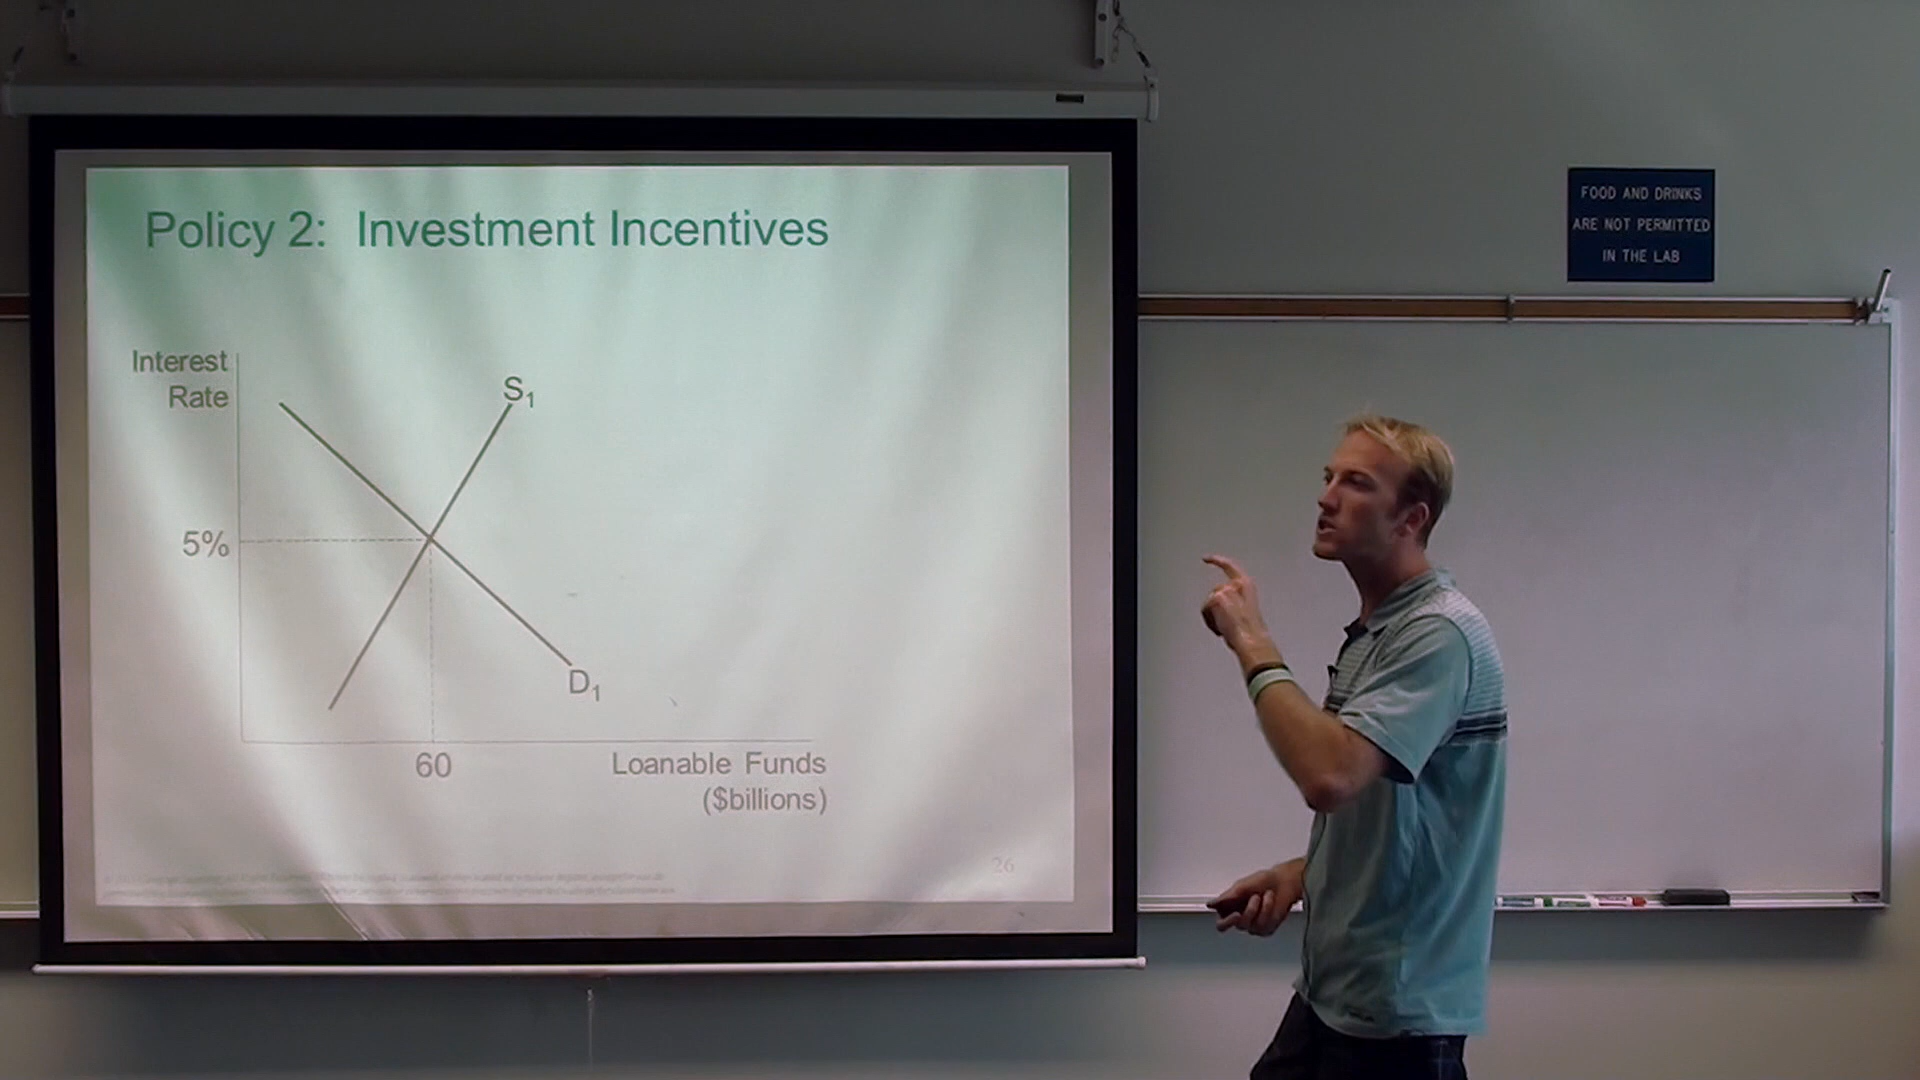 Policy 2: Investment Incentives
Interest
Rate
S1
5%
D1
60
Loanable Funds
($billions)
26
FOOD AND DRINKS
ARE NOT PERMITTED
IN THE LAB